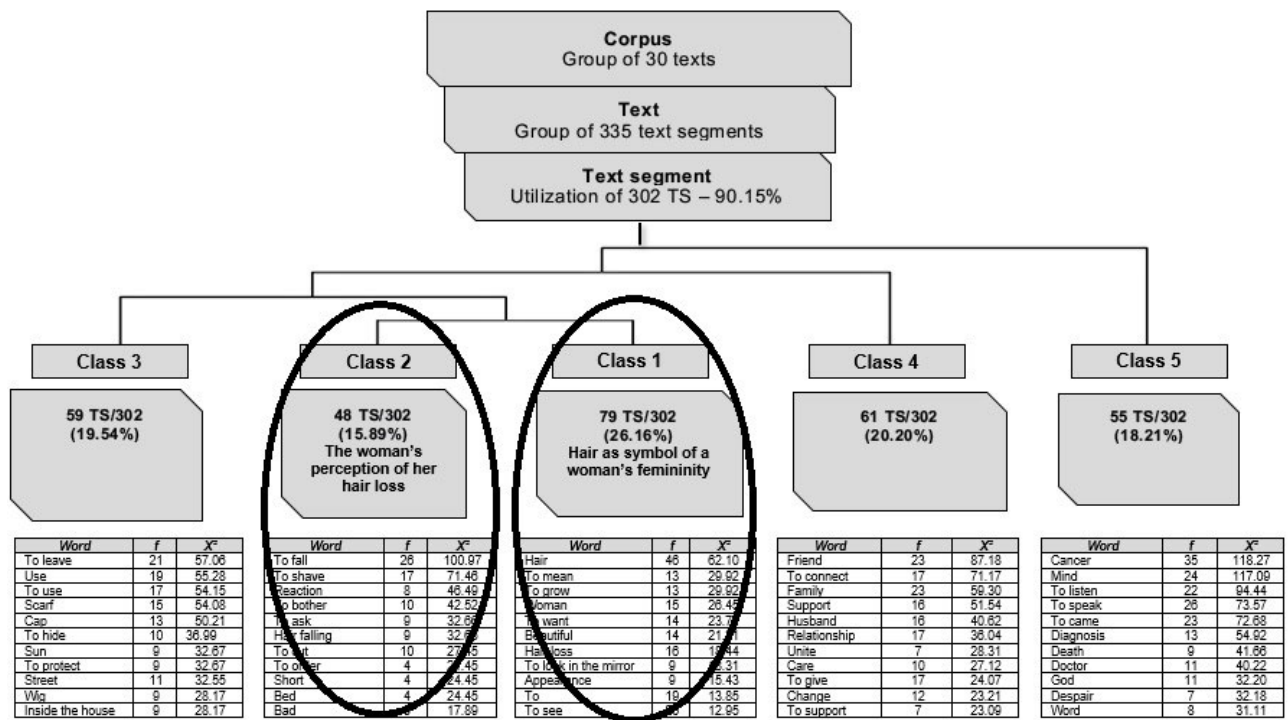 Corpus
Group of 30 texts
Text
Group of 335 text segments
Text segment
Utilization of 302 TS – 90.15%
Class 3
Class 2
Class 1
Class 4
Class 5
59 TS/302
(19.54%)
48 TS/302
(15.89%)
The woman's
perception of her
hair loss
79 TS/302
(26.16%)
Hair as symbol of a
woman's femininity
61 TS/302
(20.20%)
55 TS/302
(18.21%)
Word f X²
To leave 21 57.06
Use 19 55.28
To use 17 54.15
Scarf 15 54.08
Cap 13 50.21
To hide 10 36.99
Sun 9 32.67
To protect 9 32.67
Street 11 32.55
Wig 9 28.17
Inside the house 9 28.17
Word f X²
To fall 26 100.97
To shave 17 71.46
Reaction 8 46.49
To bother 10 42.52
To ask 9
Hair falling 9
To 10
To 4
Short 4 24.45
Bed 4 24.45
Bad 17.89
Word f X²
Hair 46 62.10
To mean 13 29.92
To grow 13 29.92
Woman 15
To want 14
Beautiful 14
Hair loss 16
To look in the mirror 9
Appearance 9 15.43
To 19 13.85
To see 12.95
Word f X²
Friend 23 87.18
To connect 17 71.17
Family 23 59.30
Support 16 51.54
Husband 16 40.62
Relationship 17 36.04
Unite 7 28.31
Care 10 27.12
To give 17 24.07
Change 12 23.21
To support 7 23.09
Word f X²
Cancer 35 118.27
Mind 24 117.09
To listen 22 94.44
To speak 26 73.57
To came 23 72.68
Diagnosis 13 54.92
Death 9 41.66
Doctor 11 40.22
God 11 32.20
Despair 7 32.18
Word 8 31.11